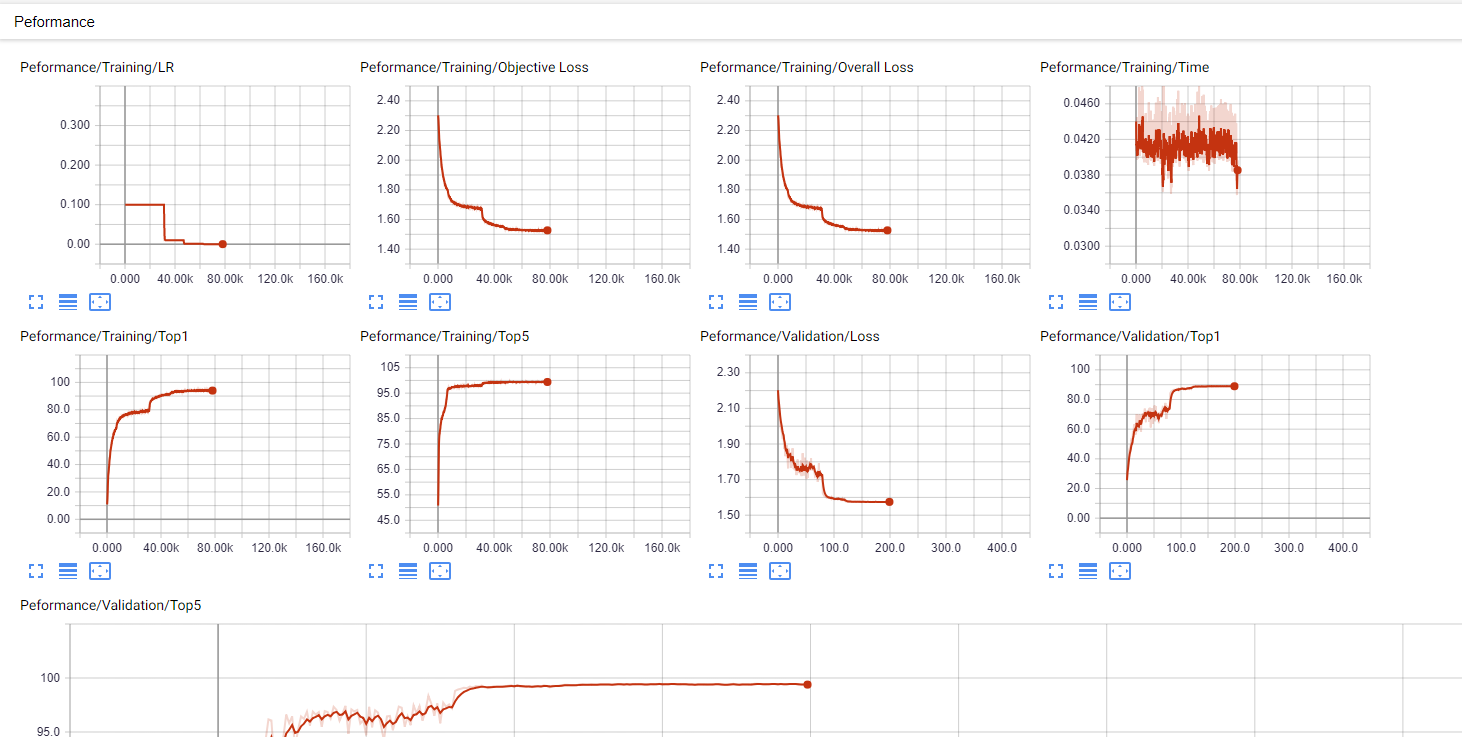 Peformance
Peformance/Training/LR
0.300
0.200
0.100
0.00
0.000 40.00k 80.00k 120.0k 160.0k
Peformance/Training/Objective Loss
2.40
2.20
2.00
1.80
1.60
1.40
0.000 40.00k 80.00k 120.0k 160.0k
Peformance/Training/Overall Loss
2.40
2.20
2.00
1.80
1.60
1.40
0.000 40.00k 80.00k 120.0k 160.0k
Peformance/Training/Time
0.0460
0.0420
0.0380
0.0340
0.0300
0.000 40.00k 80.00k 120.0k 160.0k
Peformance/Training/Top1
100
80.0
60.0
40.0
20.0
0.00
0.000 40.00k 80.00k 120.0k 160.0k
Peformance/Training/Top5
105
95.0
85.0
75.0
65.0
55.0
45.0
0.000 40.00k 80.00k 120.0k 160.0k
Peformance/Validation/Loss
2.30
2.10
1.90
1.70
1.50
0.000 100.0 200.0 300.0 400.0
Peformance/Validation/Top1
100
80.0
60.0
40.0
20.0
0.00
0.000 100.0 200.0 300.0 400.0
Peformance/Validation/Top5
100
95.0